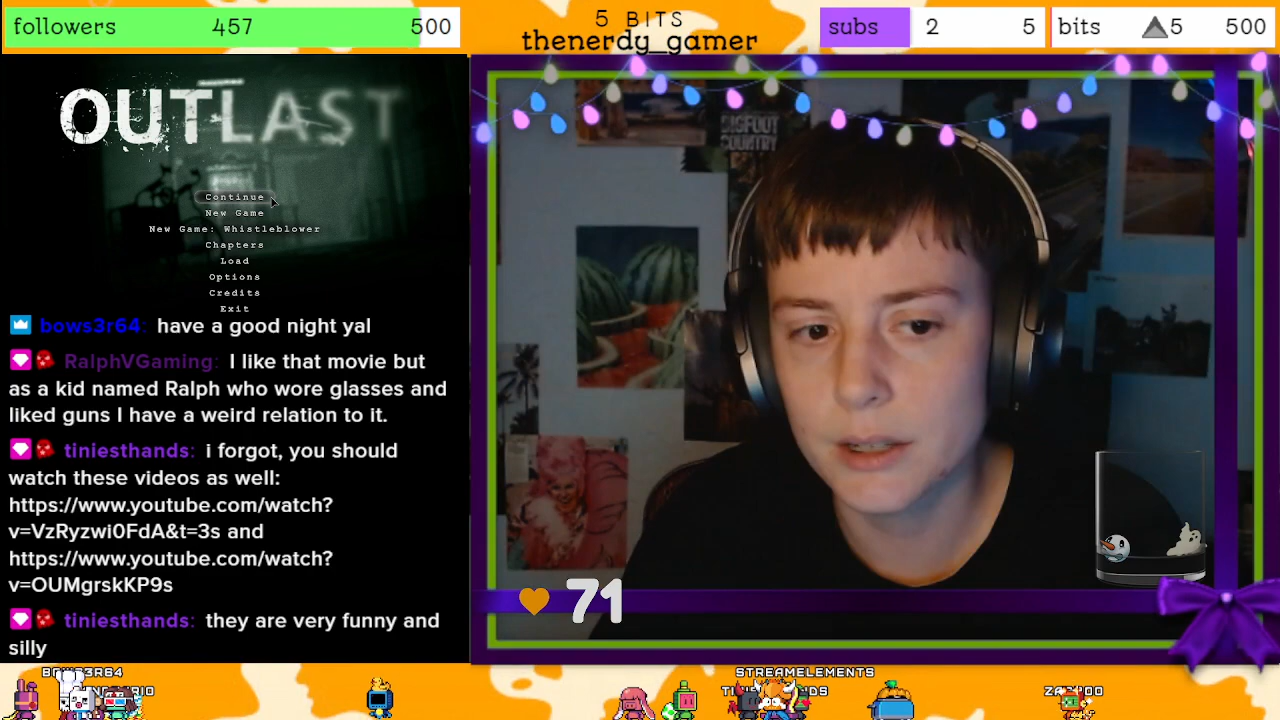 followers 457 500
5 BITS
thenerdy_gamer
subs 2 5
bits 5 500
OUTLAST
Continue
New Game
New Game: Whistleblower
Chapters
Load
Options
Credits
Exit
bows3r64: have a good night yal
RalphVGaming: I like that movie but
as a kid named Ralph who wore glasses and
liked guns I have a weird relation to it.
tiniesthands: i forgot, you should
watch these videos as well:
https://www.youtube.com/watch?
v=VzRyzwi0FdA&t=3s and
https://www.youtube.com/watch?
v=OUMgrskKP9s
tiniesthands: they are very funny and
silly
BIGFOOT
COUNTRY
71
BOWS3R64
STREAMELEMENTS